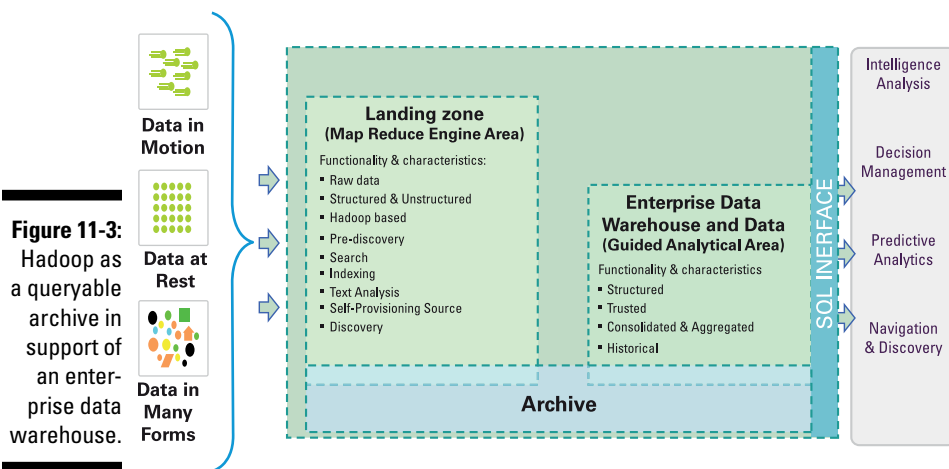 Figure 11-3:
Hadoop as
a queryable
archive in
support of
an enter-
prise data
warehouse.
Data in
Motion
Data at
Rest
Data in
Many
Forms
Landing zone
(Map Reduce Engine Area)
Functionality & characteristics:
▪ Raw data
▪ Structured & Unstructured
▪ Hadoop based
▪ Pre-discovery
▪ Search
▪ Indexing
▪ Text Analysis
▪ Self-Provisioning Source
▪ Discovery
Enterprise Data
Warehouse and Data
(Guided Analytical Area)
Functionality & characteristics
▪ Structured
▪ Trusted
▪ Consolidated & Aggregated
▪ Historical
Archive
SQL INERFACE
Intelligence
Analysis
Decision
Management
Predictive
Analytics
Navigation
& Discovery